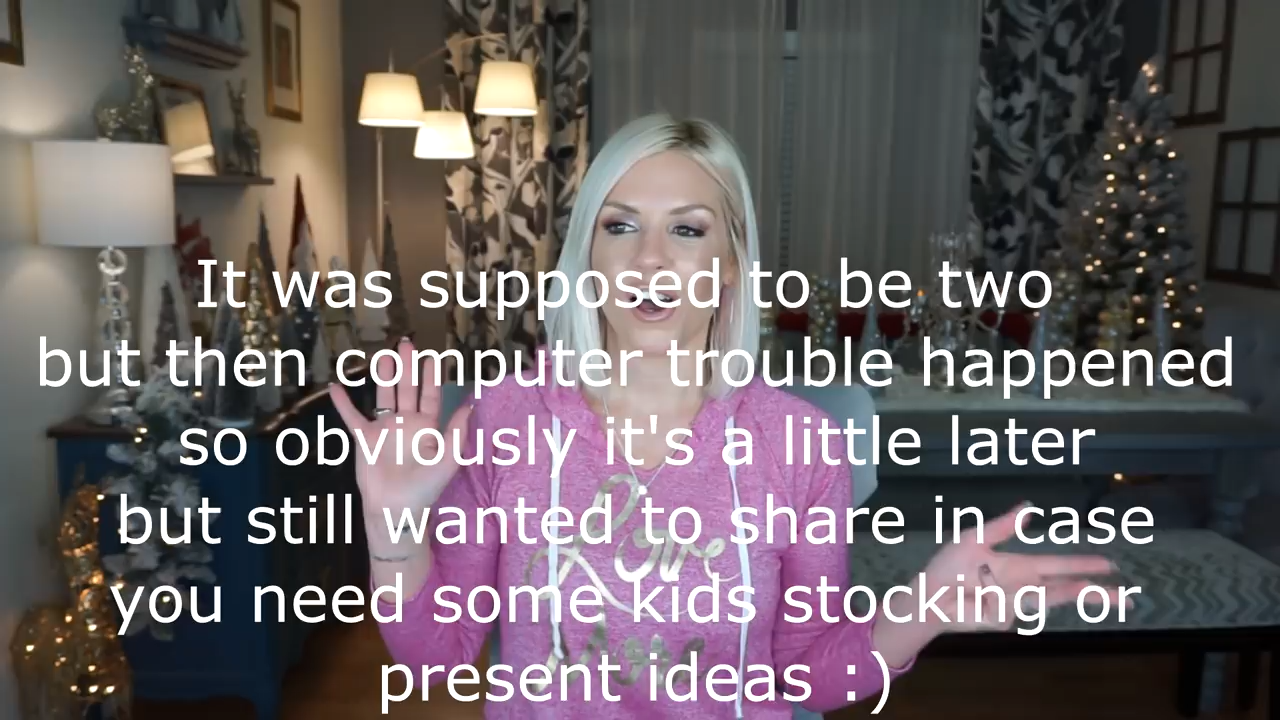 It was supposed to be two
but then computer trouble happened
so obviously it's a little later
but still wanted to share in case
you need some kids stocking or
present ideas :)
Love